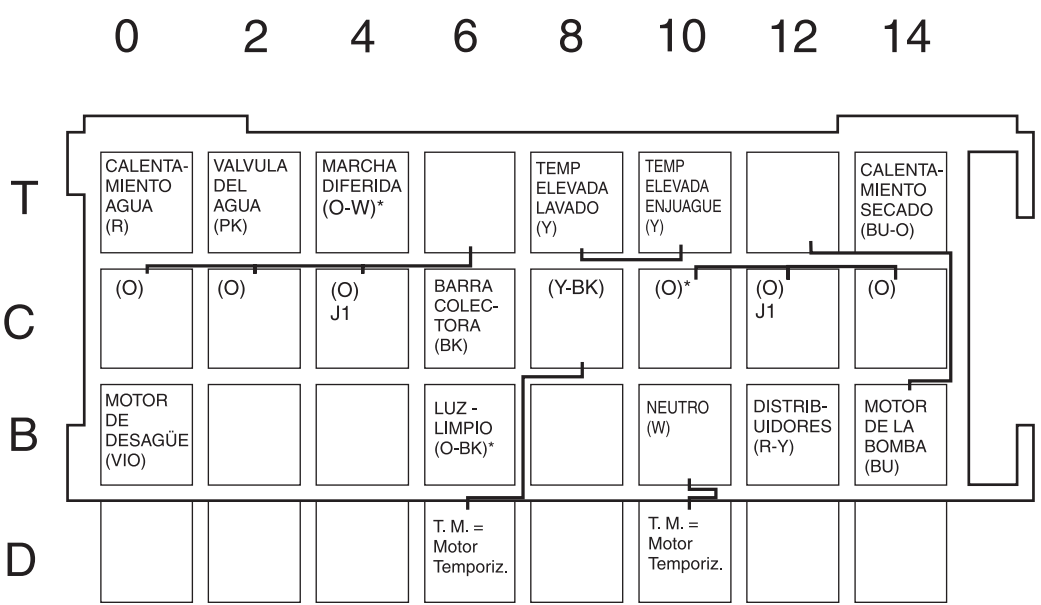 0 2 4 6 8 10 12 14
T
CALENTA-
MIENTO
AGUA
(R)
VALVULA
DEL
AGUA
(PK)
MARCHA
DIFERIDA
(O-W)*
TEMP
ELEVADA
LAVADO
(Y)
TEMP
ELEVADA
ENJUAGUE
(Y)
CALENTA-
MIENTO
SECADO
(BU-O)
C
(O)
(O)
(O)
J1
BARRA
COLEC-
TORA
(BK)
(Y-BK)
(O)*
(O)
J1
(O)
B
MOTOR
DE
DESAGÜE
(VIO)
LUZ -
LIMPIO
(O-BK)*
NEUTRO
(W)
DISTRIB-
UIDORES
(R-Y)
MOTOR
DE LA
BOMBA
(BU)
D
T. M. =
Motor
Temporiz.
T. M. =
Motor
Temporiz.